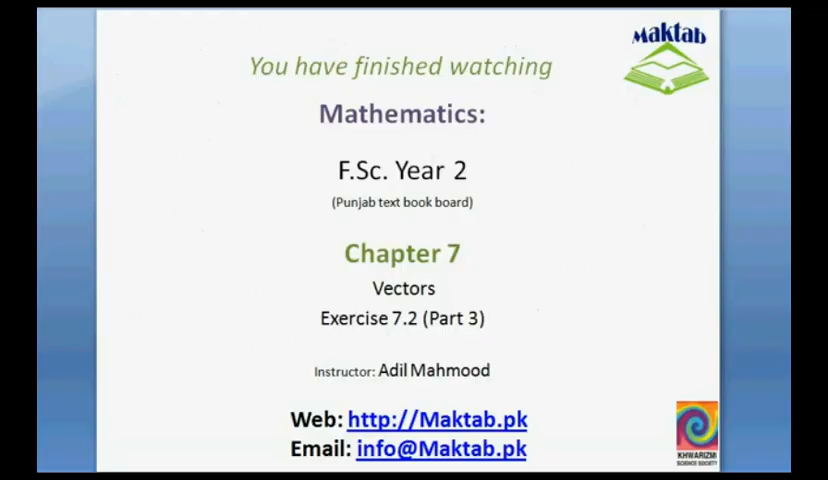 Maktab
You have finished watching
Mathematics:
F.Sc. Year 2
(Punjab text book board)
Chapter 7
Vectors
Exercise 7.2 (Part 3)
Instructor: Adil Mahmood
Web: http://Maktab.pk
Email: info@Maktab.pk
KHWARIZMI
SCIENCE SOCIETY